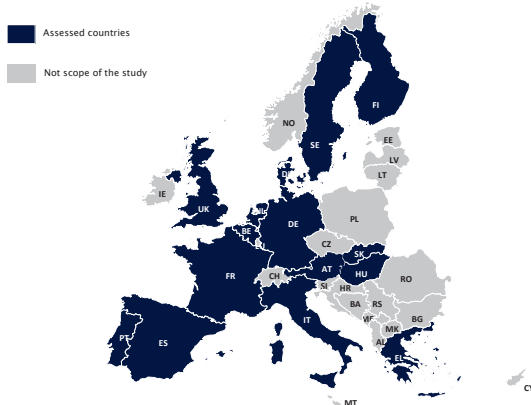 Assessed countries
Not scope of the study
NO
FI
SE
EE
LV
LT
IE
UK
NL
BE
DE
PL
CZ
SK
FR
CH
AT
HU
RO
SI
HR
BA
RS
IT
BG
MK
AL
PT
ES
EL
MT